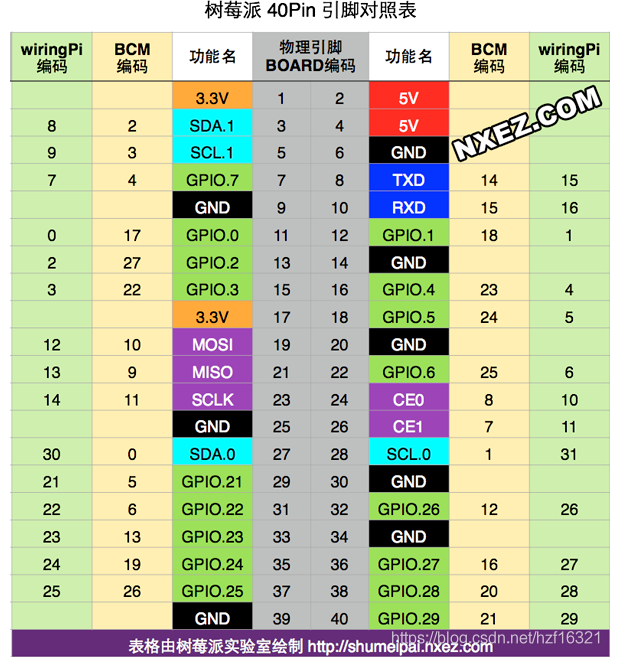 树莓派 40Pin 引脚对照表
wiringPi 编码 BCM 编码 功能名 物理引脚 BOARD编码 功能名 BCM 编码 wiringPi 编码
3.3V 1 2 5V
8 2 SDA.1 3 4 5V
9 3 SCL.1 5 6 GND
7 4 GPIO.7 7 8 TXD 14 15
GND 9 10 RXD 15 16
0 17 GPIO.0 11 12 GPIO.1 18 1
2 27 GPIO.2 13 14 GND
3 22 GPIO.3 15 16 GPIO.4 23 4
3.3V 17 18 GPIO.5 24 5
12 10 MOSI 19 20 GND
13 9 MISO 21 22 GPIO.6 25 6
14 11 SCLK 23 24 CE0 8 10
GND 25 26 CE1 7 11
30 0 SDA.0 27 28 SCL.0 1 31
21 5 GPIO.21 29 30 GND
22 6 GPIO.22 31 32 GPIO.26 12 26
23 13 GPIO.23 33 34 GND
24 19 GPIO.24 35 36 GPIO.27 16 27
25 26 GPIO.25 37 38 GPIO.28 20 28
GND 39 40 GPIO.29 21 29
表格由树莓派实验室绘制 http://shumeipai.nxez.com
NXEZ.COM
https://blog.csdn.net/hzf16321